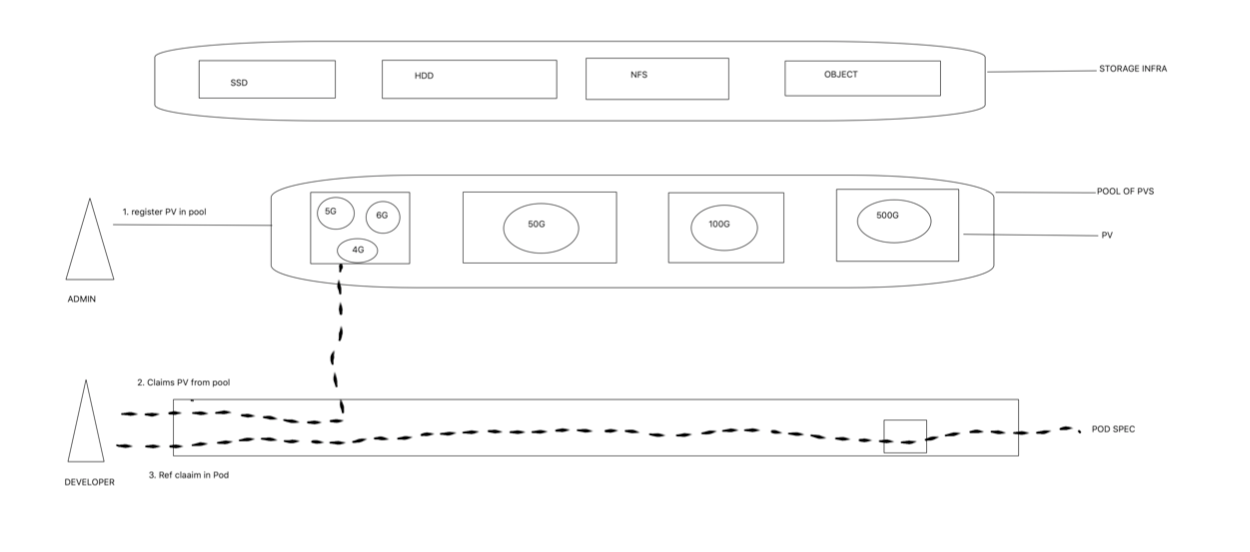 SSD
HDD
NFS
OBJECT
STORAGE INFRA
1. register PV in pool
5G
6G
4G
50G
100G
500G
POOL OF PVS
PV
ADMIN
2. Claims PV from pool
POD SPEC
3. Ref claaim in Pod
DEVELOPER